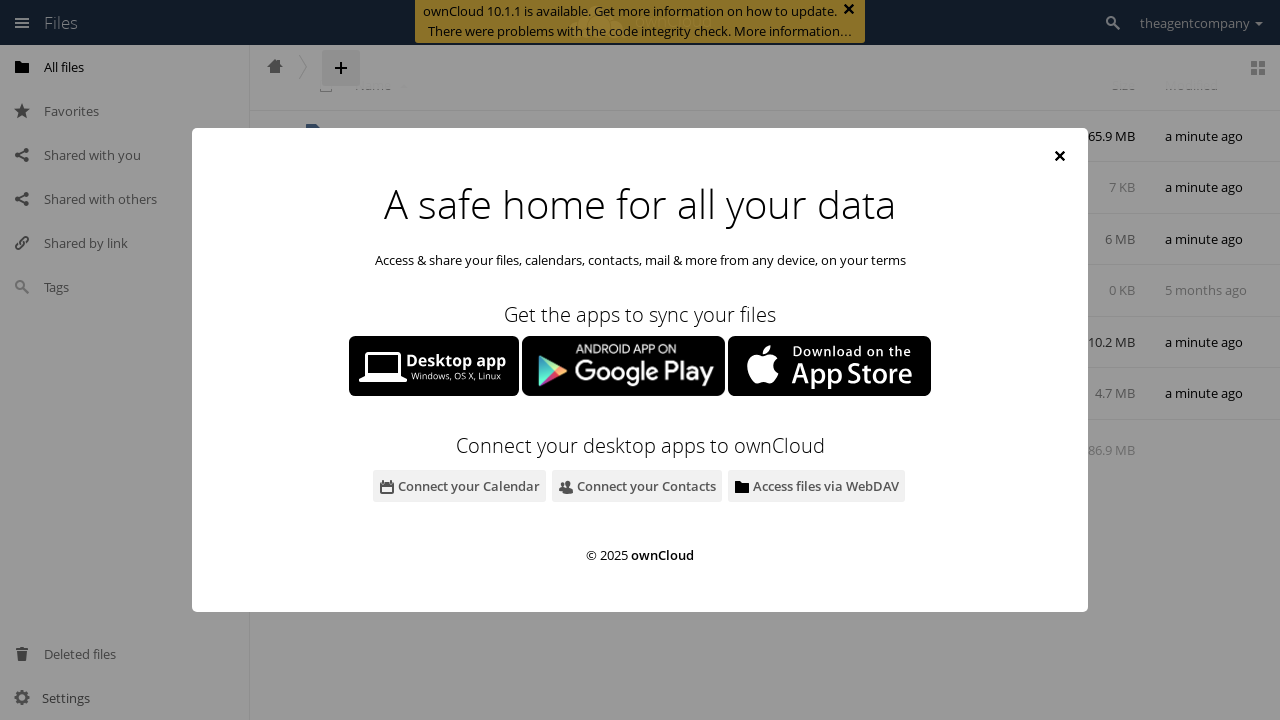 ownCloud 10.1.1 is available. Get more information on how to update.
There were problems with the code integrity check. More information…
Files
theagentcompany
All files
Favorites
Shared with you
Shared with others
Shared by link
Tags
Deleted files
Settings
65.9 MB a minute ago
7 KB a minute ago
6 MB a minute ago
0 KB 5 months ago
10.2 MB a minute ago
4.7 MB a minute ago
86.9 MB
A safe home for all your data
Access & share your files, calendars, contacts, mail & more from any device, on your terms
Get the apps to sync your files
Desktop app
Windows, OS X, Linux
ANDROID APP ON
Google Play
Download on the
App Store
Connect your desktop apps to ownCloud
Connect your Calendar
Connect your Contacts
Access files via WebDAV
© 2025 ownCloud